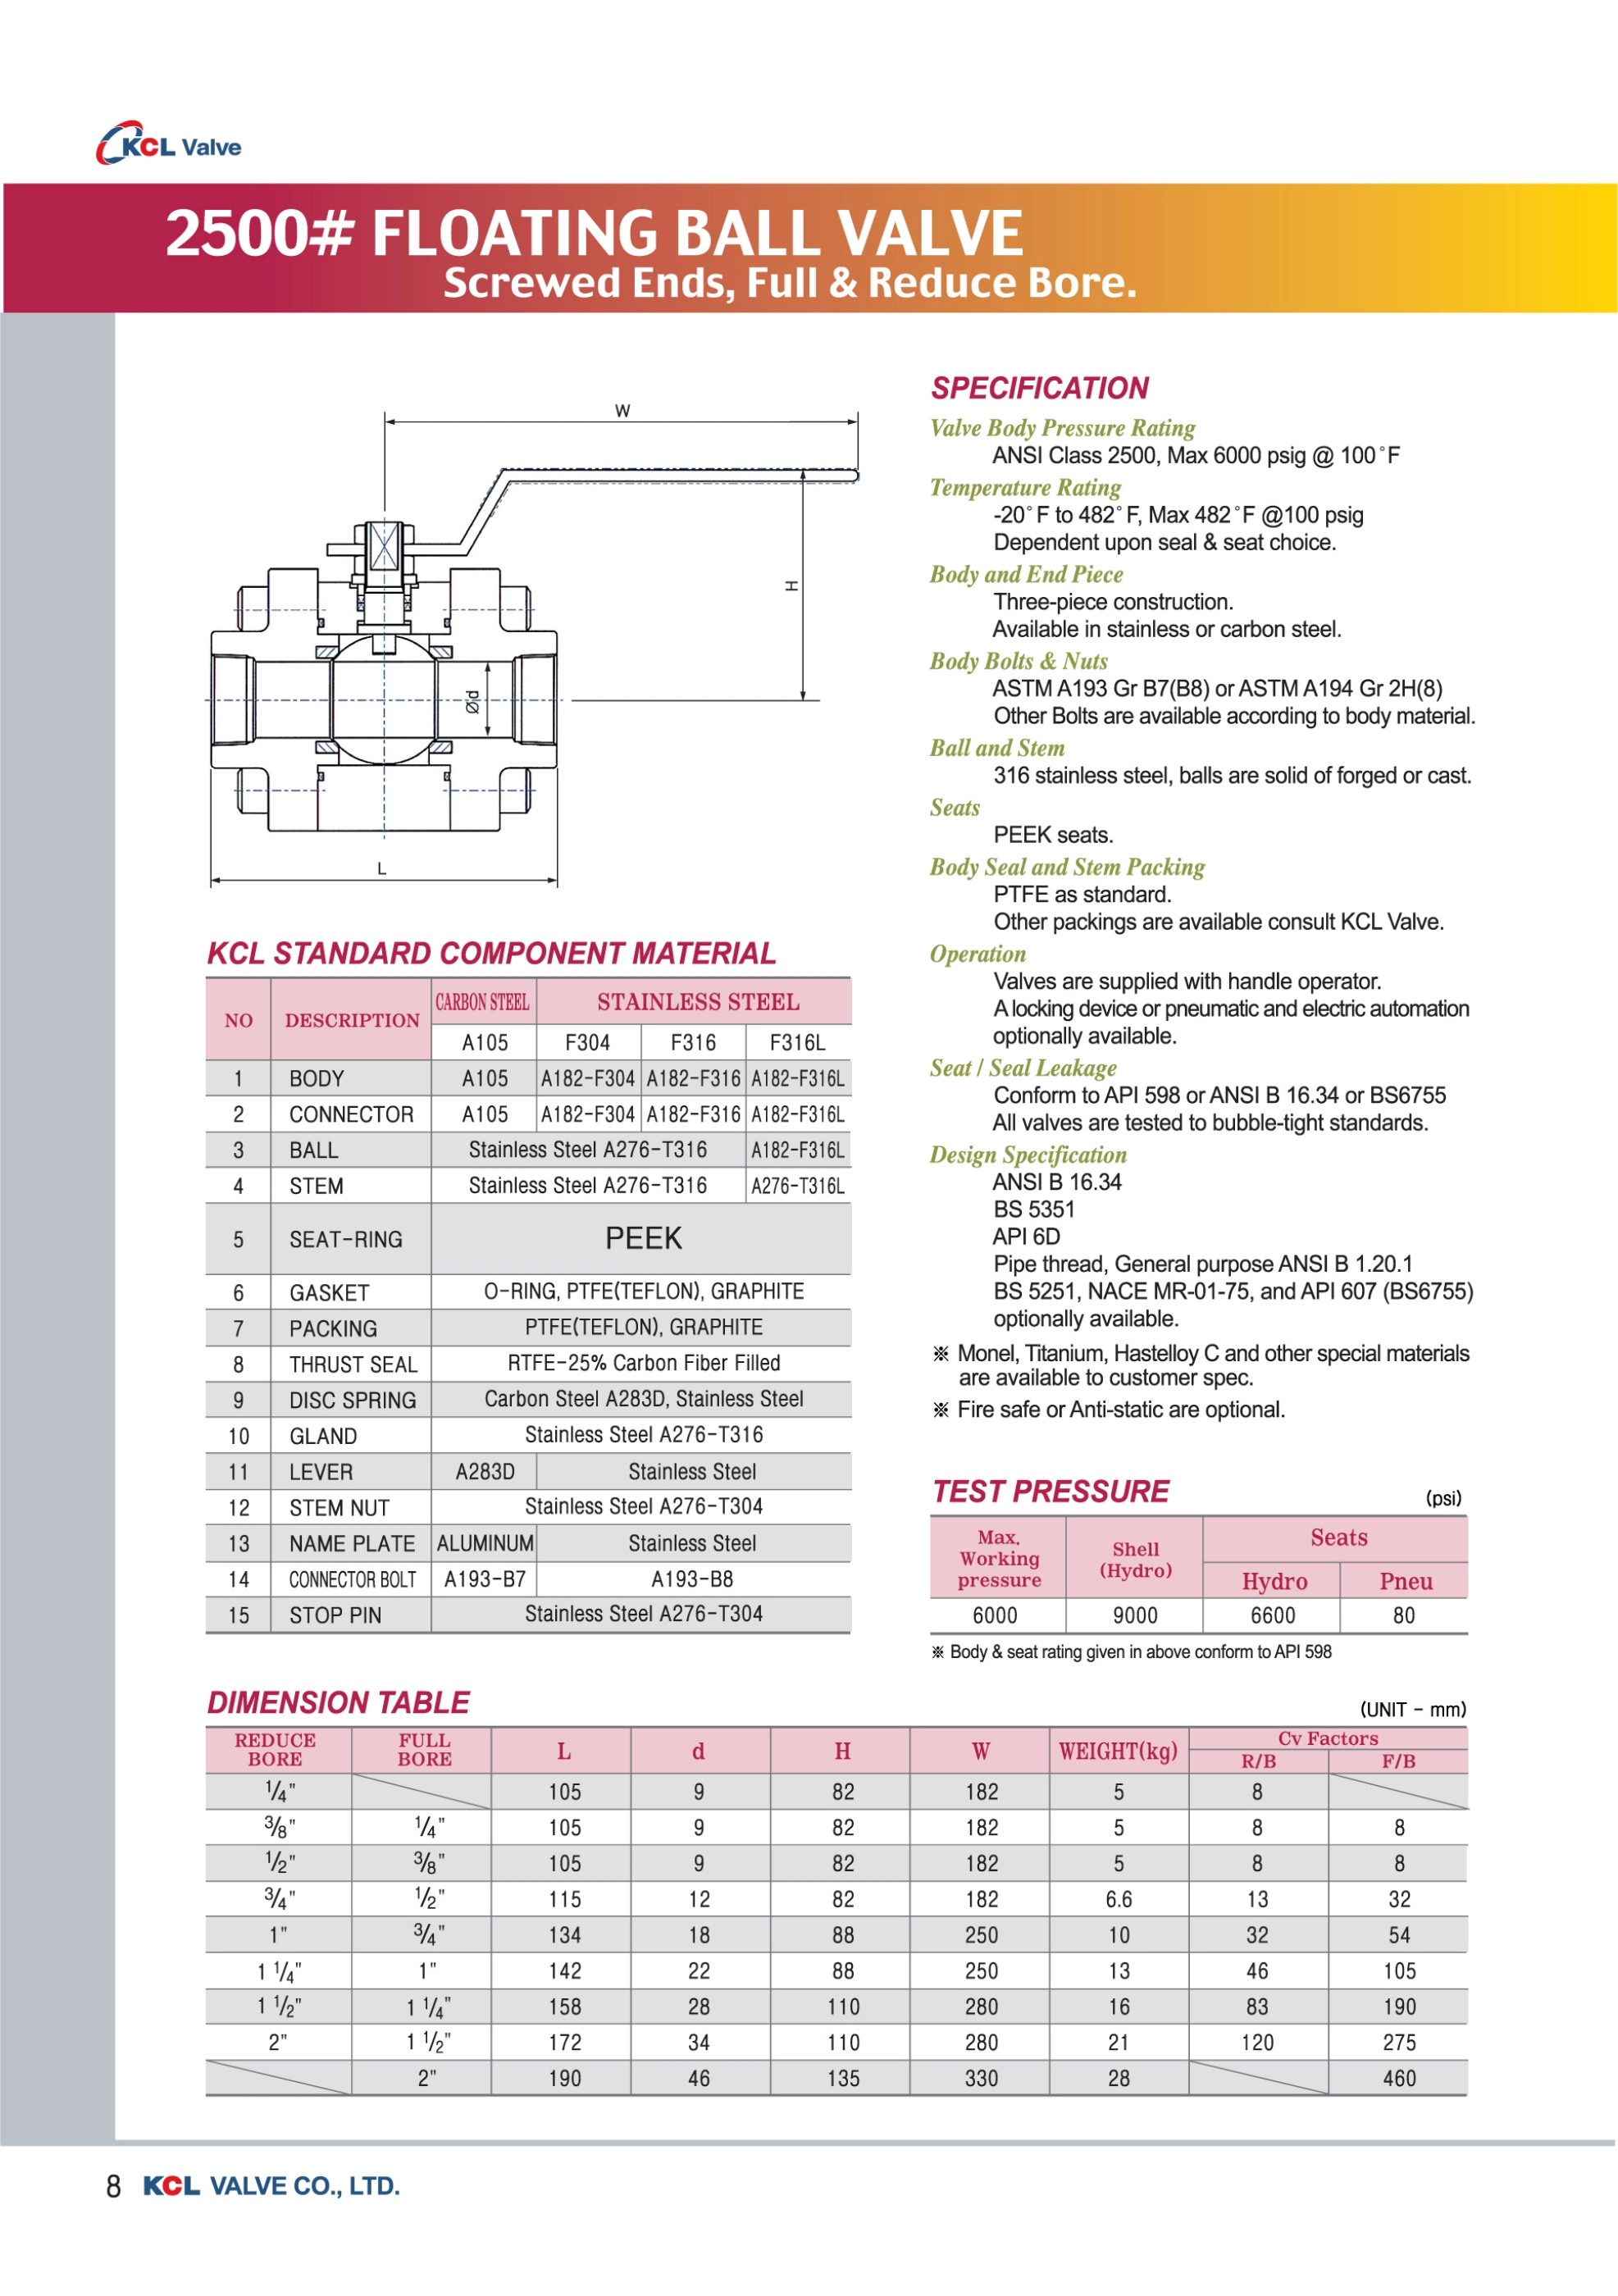 KCL Valve
2500# FLOATING BALL VALVE
Screwed Ends, Full & Reduce Bore.
W
H
Ød
L
SPECIFICATION
Valve Body Pressure Rating
ANSI Class 2500, Max 6000 psig @ 100°F
Temperature Rating
-20°F to 482°F, Max 482°F @100 psig
Dependent upon seal & seat choice.
Body and End Piece
Three-piece construction.
Available in stainless or carbon steel.
Body Bolts & Nuts
ASTM A193 Gr B7(B8) or ASTM A194 Gr 2H(8)
Other Bolts are available according to body material.
Ball and Stem
316 stainless steel, balls are solid of forged or cast.
Seats
PEEK seats.
Body Seal and Stem Packing
PTFE as standard.
Other packings are available consult KCL Valve.
Operation
Valves are supplied with handle operator.
A locking device or pneumatic and electric automation
optionally available.
Seat / Seal Leakage
Conform to API 598 or ANSI B 16.34 or BS6755
All valves are tested to bubble-tight standards.
Design Specification
ANSI B 16.34
BS 5351
API 6D
Pipe thread, General purpose ANSI B 1.20.1
BS 5251, NACE MR-01-75, and API 607 (BS6755)
optionally available.
※ Monel, Titanium, Hastelloy C and other special materials
are available to customer spec.
※ Fire safe or Anti-static are optional.
KCL STANDARD COMPONENT MATERIAL
NO DESCRIPTION CARBON STEEL STAINLESS STEEL
A105 F304 F316 F316L
1 BODY A105 A182-F304 A182-F316 A182-F316L
2 CONNECTOR A105 A182-F304 A182-F316 A182-F316L
3 BALL Stainless Steel A276-T316 A182-F316L
4 STEM Stainless Steel A276-T316 A276-T316L
5 SEAT-RING PEEK
6 GASKET O-RING, PTFE(TEFLON), GRAPHITE
7 PACKING PTFE(TEFLON), GRAPHITE
8 THRUST SEAL RTFE-25% Carbon Fiber Filled
9 DISC SPRING Carbon Steel A283D, Stainless Steel
10 GLAND Stainless Steel A276-T316
11 LEVER A283D Stainless Steel
12 STEM NUT Stainless Steel A276-T304
13 NAME PLATE ALUMINUM Stainless Steel
14 CONNECTOR BOLT A193-B7 A193-B8
15 STOP PIN Stainless Steel A276-T304
TEST PRESSURE (psi)
Max.
Working
pressure
Shell
(Hydro)
Seats
Hydro Pneu
6000 9000 6600 80
※ Body & seat rating given in above conform to API 598
DIMENSION TABLE (UNIT - mm)
REDUCE
BORE
FULL
BORE
L d H W WEIGHT(kg) Cv Factors
R/B F/B
1/4" 105 9 82 182 5 8
3/8" 1/4" 105 9 82 182 5 8 8
1/2" 3/8" 105 9 82 182 5 8 8
3/4" 1/2" 115 12 82 182 6.6 13 32
1" 3/4" 134 18 88 250 10 32 54
1 1/4" 1" 142 22 88 250 13 46 105
1 1/2" 1 1/4" 158 28 110 280 16 83 190
2" 1 1/2" 172 34 110 280 21 120 275
2" 190 46 135 330 28 460
8 KCL VALVE CO., LTD.